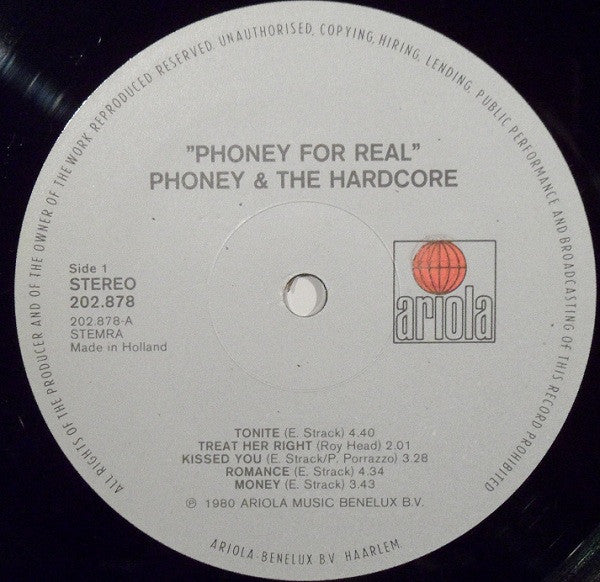 ALL RIGHTS OF THE PRODUCER AND OF THE OWNER OF THE WORK REPRODUCED RESERVED. UNAUTHORISED, COPYING, HIRING, LENDING, PUBLIC PERFORMANCE AND BROADCASTING OF THIS RECORD PROHIBITED
"PHONEY FOR REAL"
PHONEY & THE HARDCORE
Side 1
STEREO
202.878
202.878-A
STEMRA
Made in Holland
ariola
TONITE (E. Strack) 4.40
TREAT HER RIGHT (Roy Head) 2.01
KISSED YOU (E. Strack/P. Porrazzo) 3.28
ROMANCE (E. Strack) 4.34
MONEY (E. Strack) 3.43
℗ 1980 ARIOLA MUSIC BENELUX B.V.
ARIOLA-BENELUX B.V. HAARLEM.